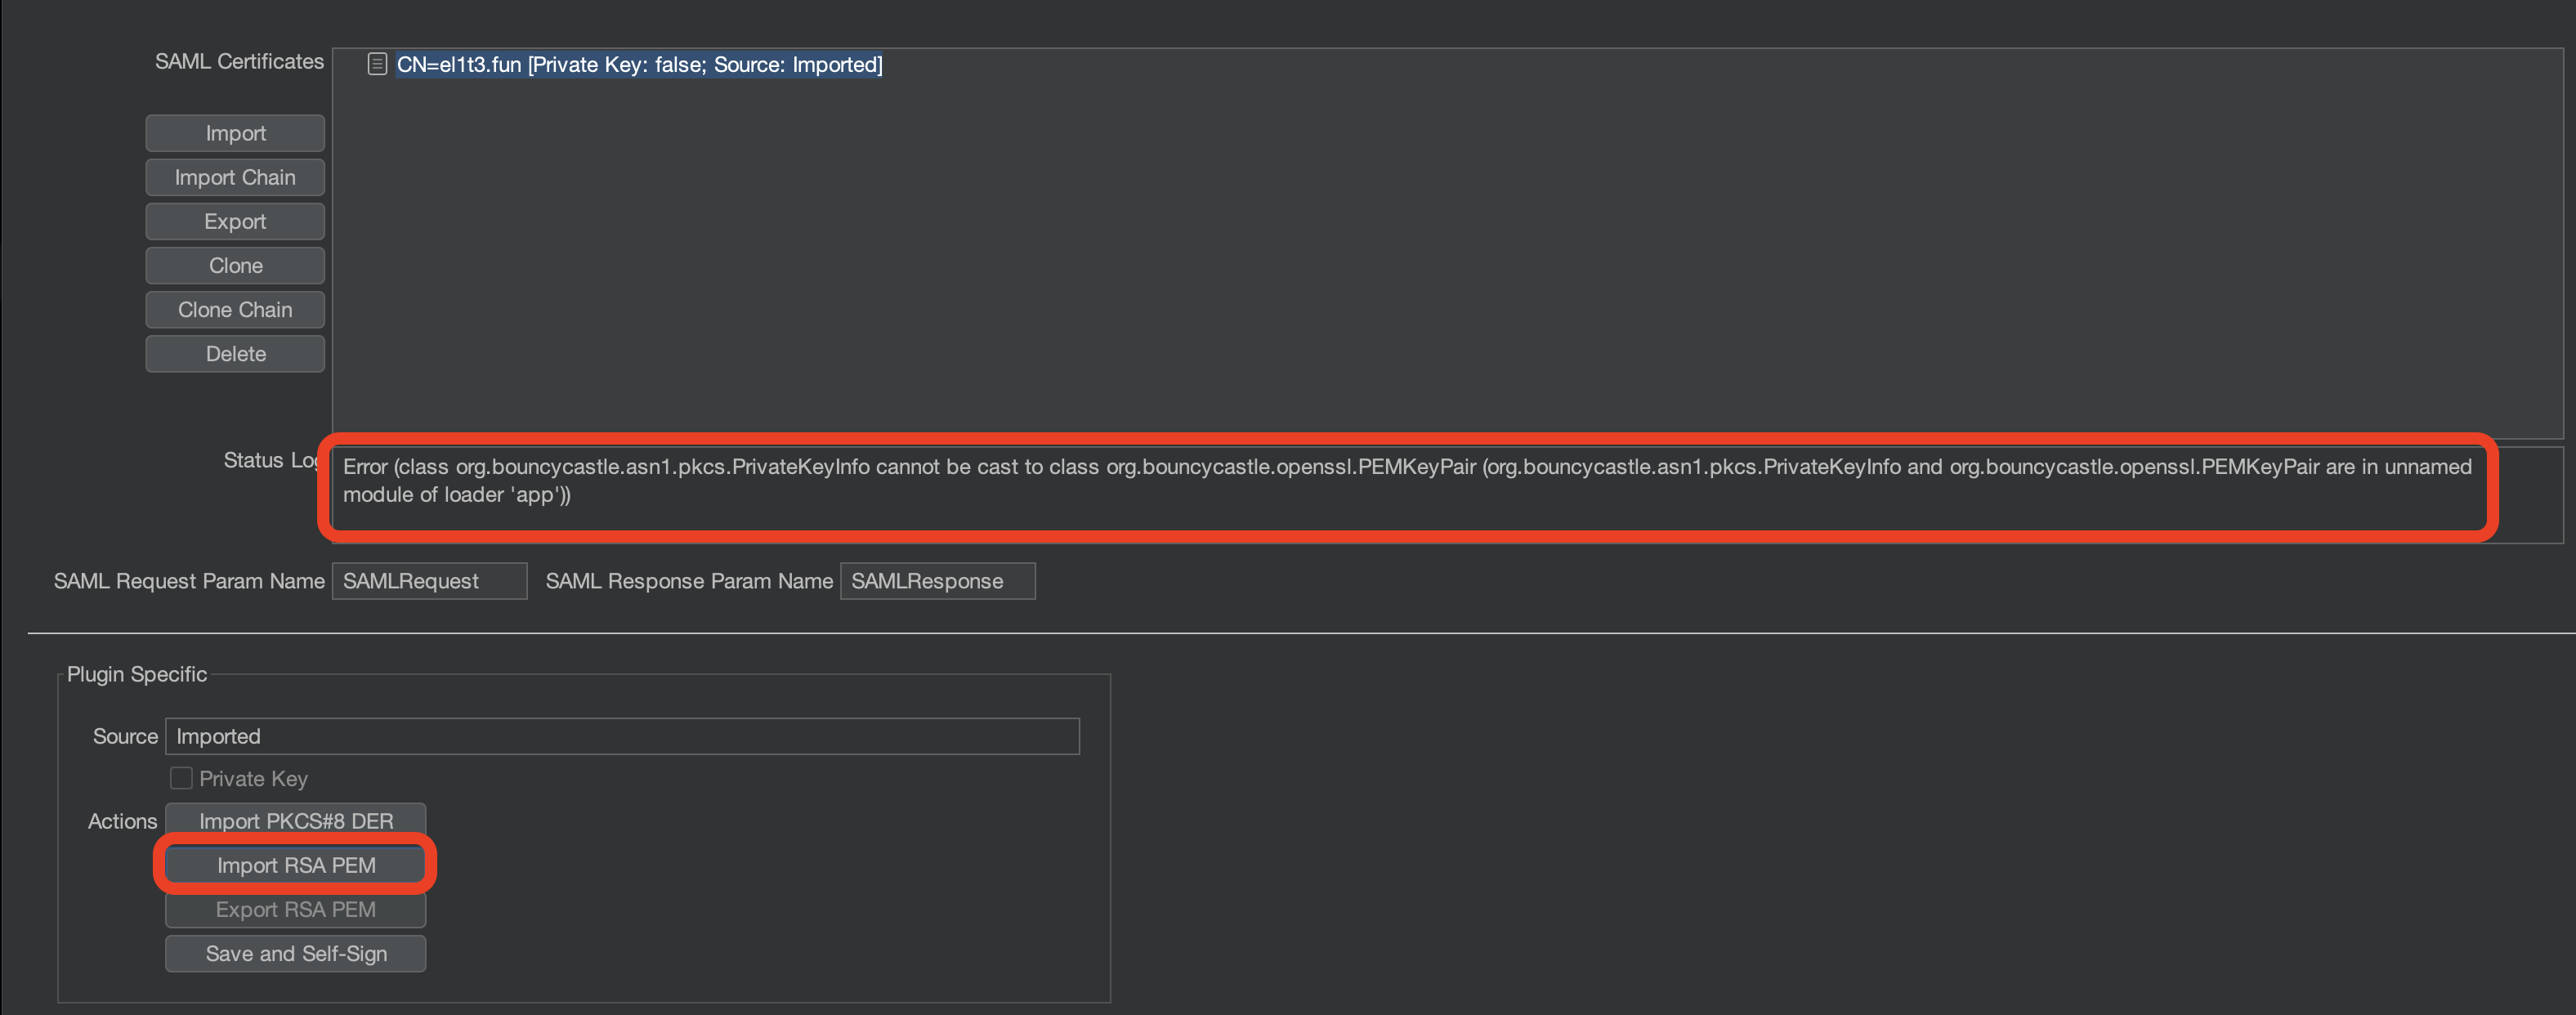 SAML Certificates
CN=el1t3.fun [Private Key: false; Source: Imported]
Import
Import Chain
Export
Clone
Clone Chain
Delete
Status Log
Error (class org.bouncycastle.asn1.pkcs.PrivateKeyInfo cannot be cast to class org.bouncycastle.openssl.PEMKeyPair (org.bouncycastle.asn1.pkcs.PrivateKeyInfo and org.bouncycastle.openssl.PEMKeyPair are in unnamed
module of loader 'app'))
SAML Request Param Name SAMLRequest SAML Response Param Name SAMLResponse
Plugin Specific
Source Imported
Private Key
Actions Import PKCS#8 DER
Import RSA PEM
Export RSA PEM
Save and Self-Sign